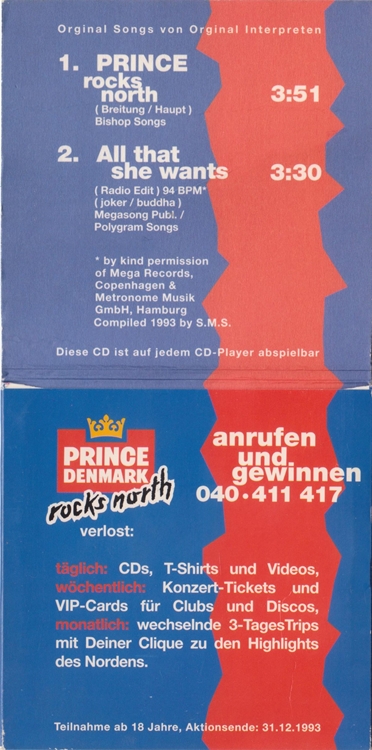 Orginal Songs von Orginal Interpreten
1. PRINCE
rocks
north 3:51
( Breitung / Haupt )
Bishop Songs
2. All that
she wants 3:30
( Radio Edit ) 94 BPM*
( joker / buddha )
Megasong Publ. /
Polygram Songs
* by kind permission
of Mega Records,
Copenhagen &
Metronome Musik
GmbH, Hamburg
Compiled 1993 by S.M.S.
Diese CD ist auf jedem CD-Player abspielbar
PRINCE
DENMARK
rocks north
verlost:
anrufen
und
gewinnen
040·411 417
täglich: CDs, T-Shirts und Videos,
wöchentlich: Konzert-Tickets und
VIP-Cards für Clubs und Discos,
monatlich: wechselnde 3-TagesTrips
mit Deiner Clique zu den Highlights
des Nordens.
Teilnahme ab 18 Jahre, Aktionsende: 31.12.1993